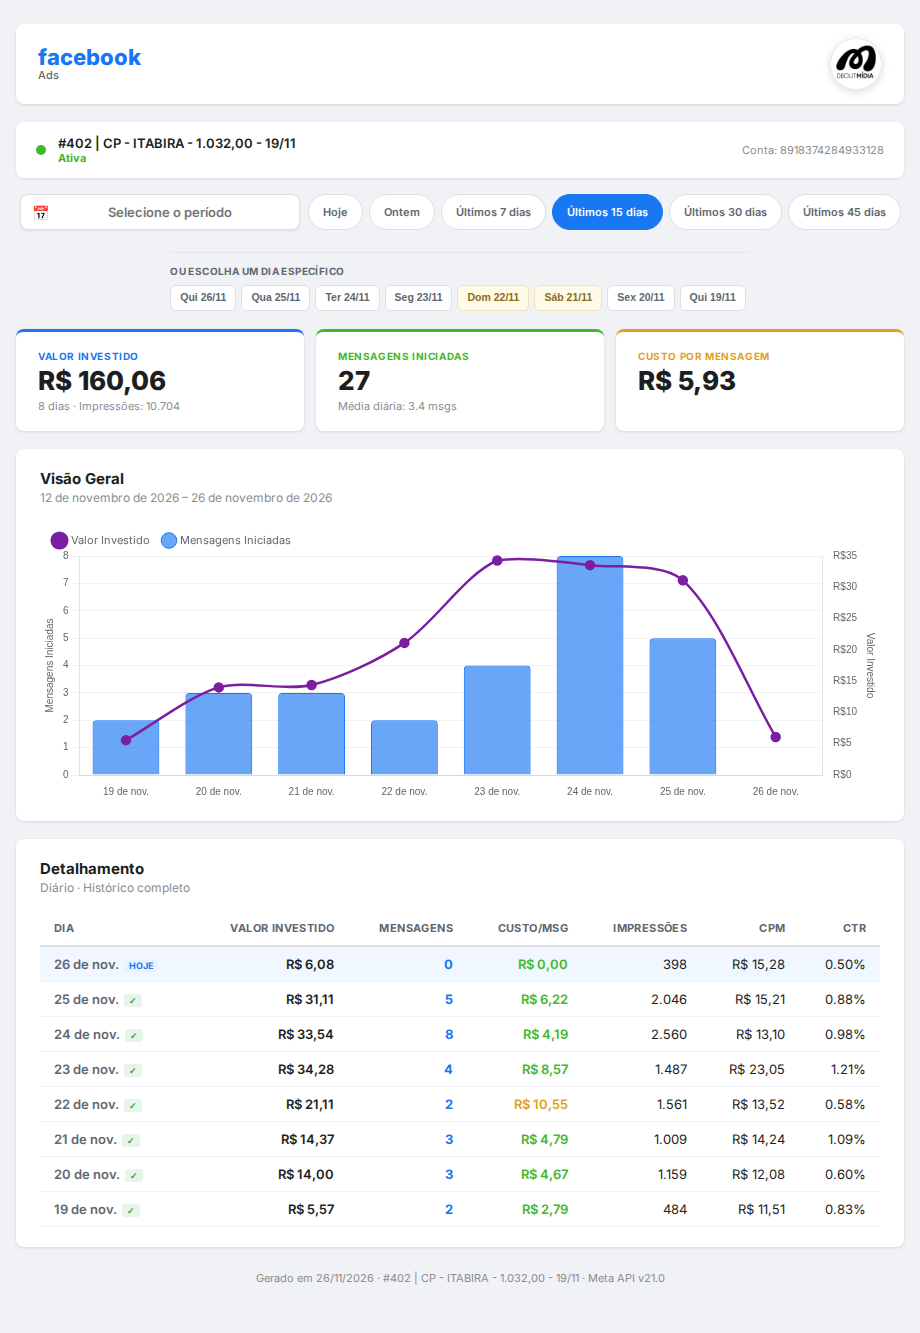 facebook
Ads
DBOUTMÍDIA
#402 | CP - ITABIRA - 1.032,00 - 19/11
Ativa
Conta: 8918374284933128
📅 Selecione o período
Hoje
Ontem
Últimos 7 dias
Últimos 15 dias
Últimos 30 dias
Últimos 45 dias
OU ESCOLHA UM DIA ESPECÍFICO
Qui 26/11
Qua 25/11
Ter 24/11
Seg 23/11
Dom 22/11
Sáb 21/11
Sex 20/11
Qui 19/11
VALOR INVESTIDO
R$ 160,06
8 dias · Impressões: 10.704
MENSAGENS INICIADAS
27
Média diária: 3.4 msgs
CUSTO POR MENSAGEM
R$ 5,93
Visão Geral
12 de novembro de 2026 – 26 de novembro de 2026
Valor Investido
Mensagens Iniciadas
8
7
6
5
4
3
2
1
0
Mensagens Iniciadas
R$35
R$30
R$25
R$20
R$15
R$10
R$5
R$0
Valor Investido
19 de nov.
20 de nov.
21 de nov.
22 de nov.
23 de nov.
24 de nov.
25 de nov.
26 de nov.
Detalhamento
Diário · Histórico completo
DIA VALOR INVESTIDO MENSAGENS CUSTO/MSG IMPRESSÕES CPM CTR
26 de nov. HOJE R$ 6,08 0 R$ 0,00 398 R$ 15,28 0.50%
25 de nov. ✓ R$ 31,11 5 R$ 6,22 2.046 R$ 15,21 0.88%
24 de nov. ✓ R$ 33,54 8 R$ 4,19 2.560 R$ 13,10 0.98%
23 de nov. ✓ R$ 34,28 4 R$ 8,57 1.487 R$ 23,05 1.21%
22 de nov. ✓ R$ 21,11 2 R$ 10,55 1.561 R$ 13,52 0.58%
21 de nov. ✓ R$ 14,37 3 R$ 4,79 1.009 R$ 14,24 1.09%
20 de nov. ✓ R$ 14,00 3 R$ 4,67 1.159 R$ 12,08 0.60%
19 de nov. ✓ R$ 5,57 2 R$ 2,79 484 R$ 11,51 0.83%
Gerado em 26/11/2026 · #402 | CP - ITABIRA - 1.032,00 - 19/11 · Meta API v21.0